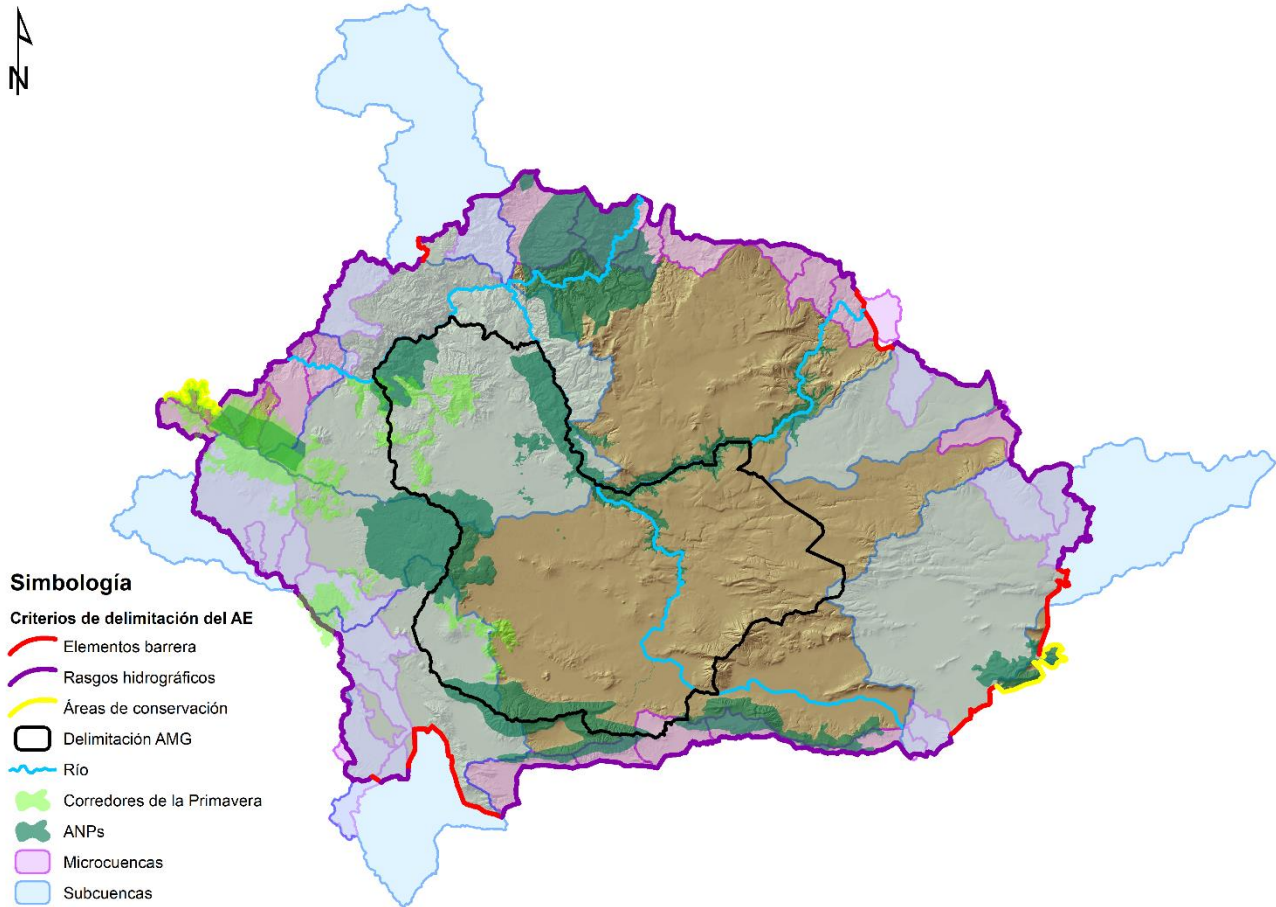 N
Simbología
Criterios de delimitación del AE
Elementos barrera
Rasgos hidrográficos
Áreas de conservación
Delimitación AMG
Río
Corredores de la Primavera
ANPs
Microcuencas
Subcuencas